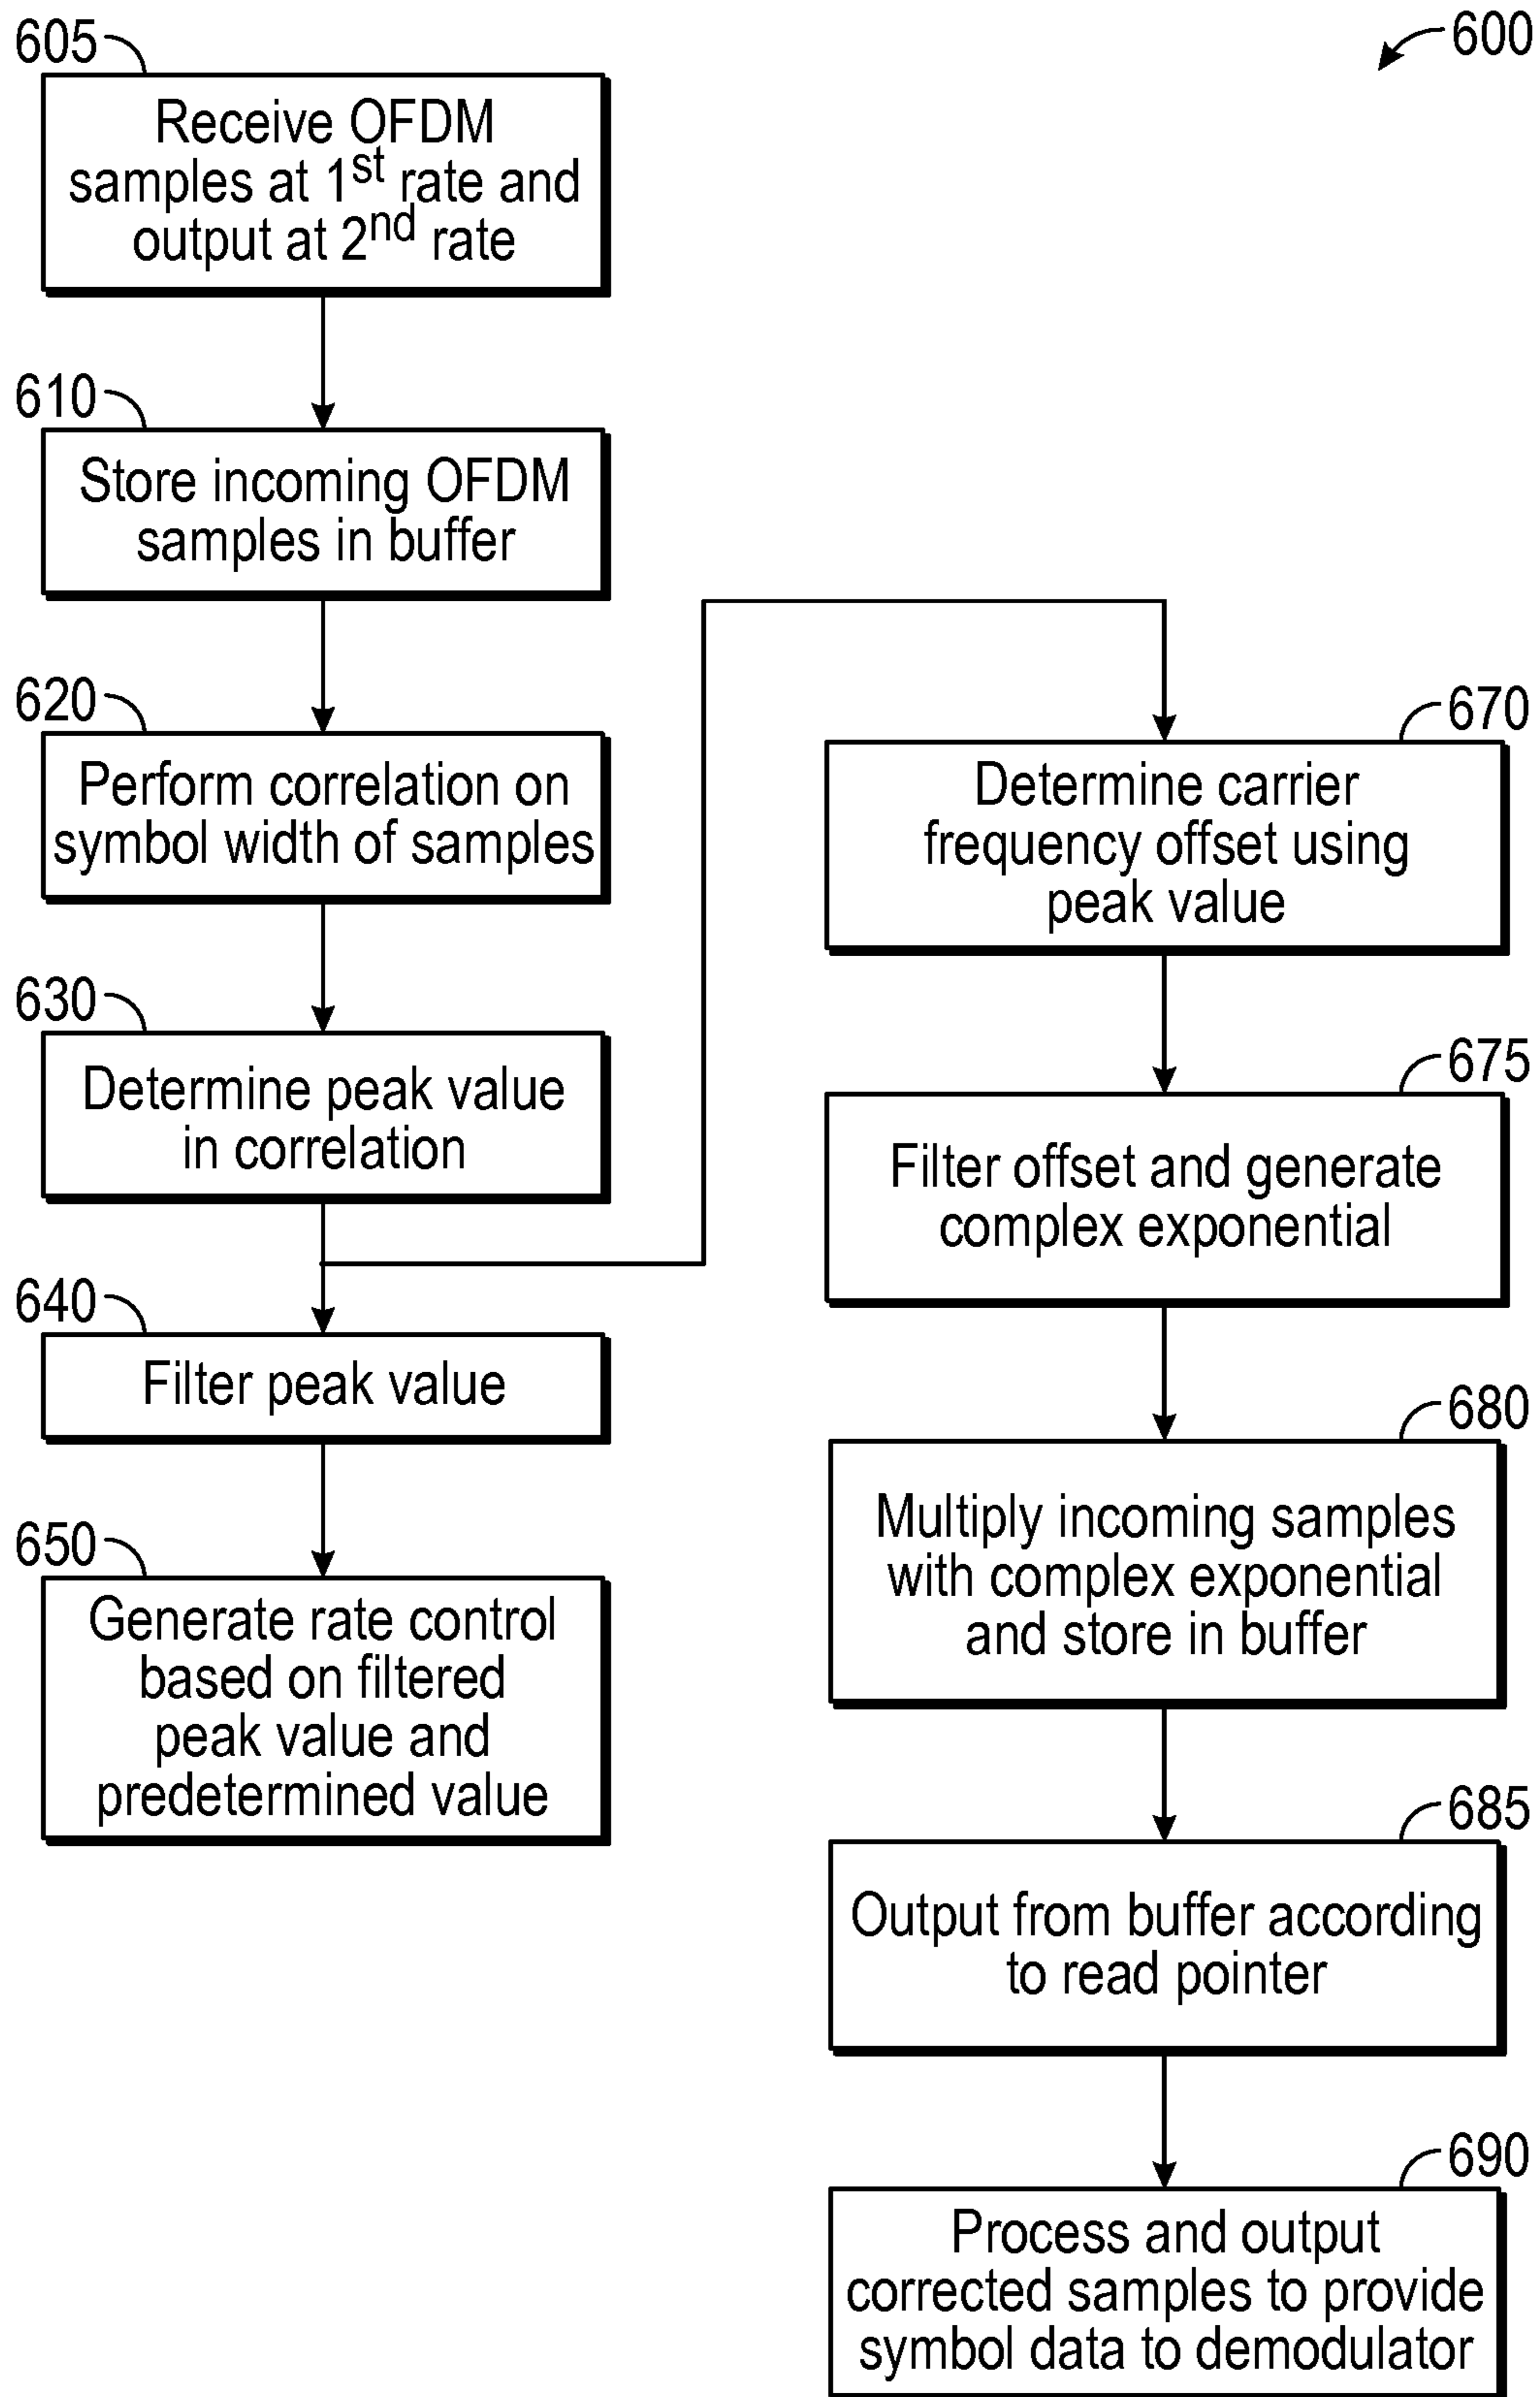 600
605
Receive OFDM
samples at 1st rate and
output at 2nd rate
610
Store incoming OFDM
samples in buffer
620
Perform correlation on
symbol width of samples
630
Determine peak value
in correlation
640
Filter peak value
650
Generate rate control
based on filtered
peak value and
predetermined value
670
Determine carrier
frequency offset using
peak value
675
Filter offset and generate
complex exponential
680
Multiply incoming samples
with complex exponential
and store in buffer
685
Output from buffer according
to read pointer
690
Process and output
corrected samples to provide
symbol data to demodulator